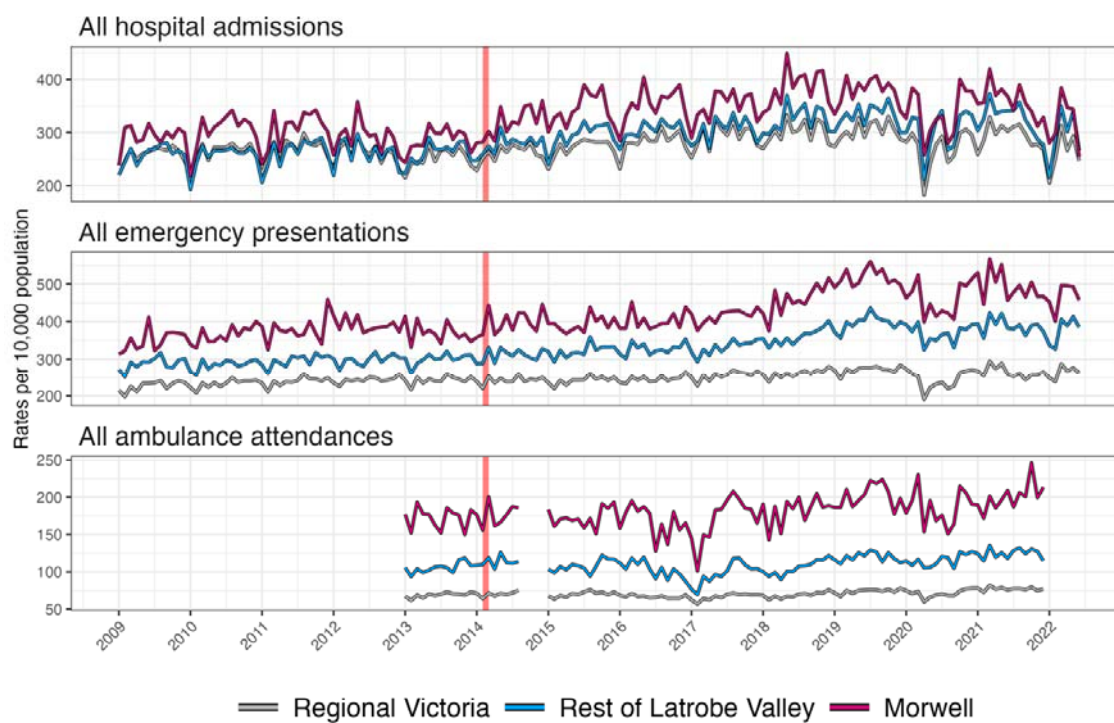 All hospital admissions
400
300
200
All emergency presentations
500
400
300
200
Rates per 10,000 population
All ambulance attendances
250
200
150
100
50
2009 2010 2011 2012 2013 2014 2015 2016 2017 2018 2019 2020 2021 2022
Regional Victoria Rest of Latrobe Valley Morwell